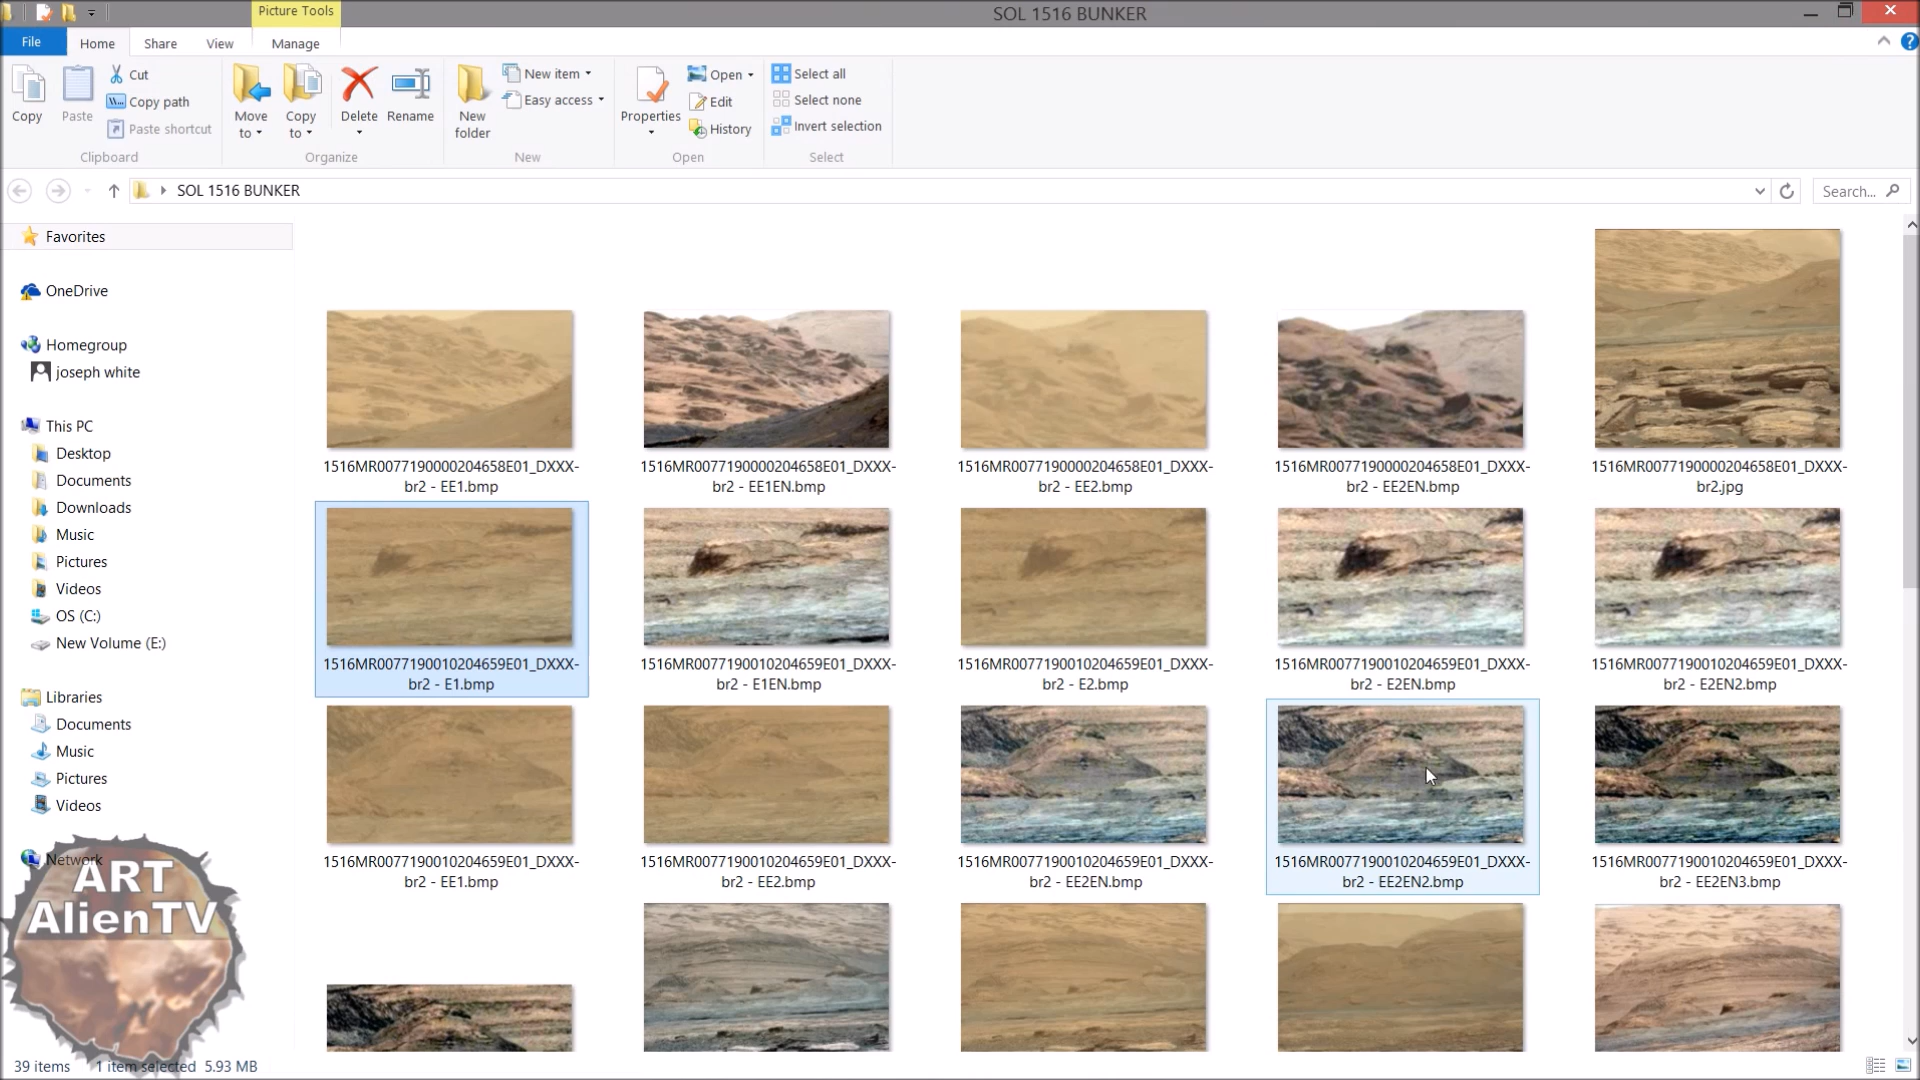 Picture Tools
SOL 1516 BUNKER
File
Home
Share
View
Manage
Copy
Paste
Cut
Copy path
Paste shortcut
Clipboard
Move to
Copy to
Delete
Rename
Organize
New folder
New item
Easy access
New
Properties
Open
Edit
History
Open
Select all
Select none
Invert selection
Select
SOL 1516 BUNKER
Search...
Favorites
OneDrive
Homegroup
joseph white
This PC
Desktop
Documents
Downloads
Music
Pictures
Videos
OS (C:)
New Volume (E:)
Libraries
Documents
Music
Pictures
Videos
Network
1516MR0077190000204658E01_DXXX-
br2 - EE1.bmp
1516MR0077190000204658E01_DXXX-
br2 - EE1EN.bmp
1516MR0077190000204658E01_DXXX-
br2 - EE2.bmp
1516MR0077190000204658E01_DXXX-
br2 - EE2EN.bmp
1516MR0077190000204658E01_DXXX-
br2.jpg
1516MR0077190010204659E01_DXXX-
br2 - E1.bmp
1516MR0077190010204659E01_DXXX-
br2 - E1EN.bmp
1516MR0077190010204659E01_DXXX-
br2 - E2.bmp
1516MR0077190010204659E01_DXXX-
br2 - E2EN.bmp
1516MR0077190010204659E01_DXXX-
br2 - E2EN2.bmp
1516MR0077190010204659E01_DXXX-
br2 - EE1.bmp
1516MR0077190010204659E01_DXXX-
br2 - EE2.bmp
1516MR0077190010204659E01_DXXX-
br2 - EE2EN.bmp
1516MR0077190010204659E01_DXXX-
br2 - EE2EN2.bmp
1516MR0077190010204659E01_DXXX-
br2 - EE2EN3.bmp
ART
AlienTV
39 items
1 item selected 5.93 MB